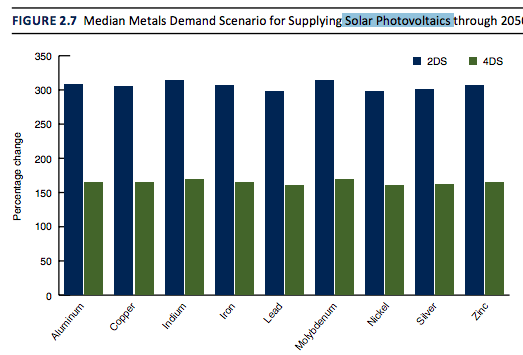 FIGURE 2.7 Median Metals Demand Scenario for Supplying Solar Photovoltaics through 205
2DS 4DS
Percentage change
350
300
250
200
150
100
50
0
Aluminum
Copper
Indium
Iron
Lead
Molybdenum
Nickel
Silver
Zinc